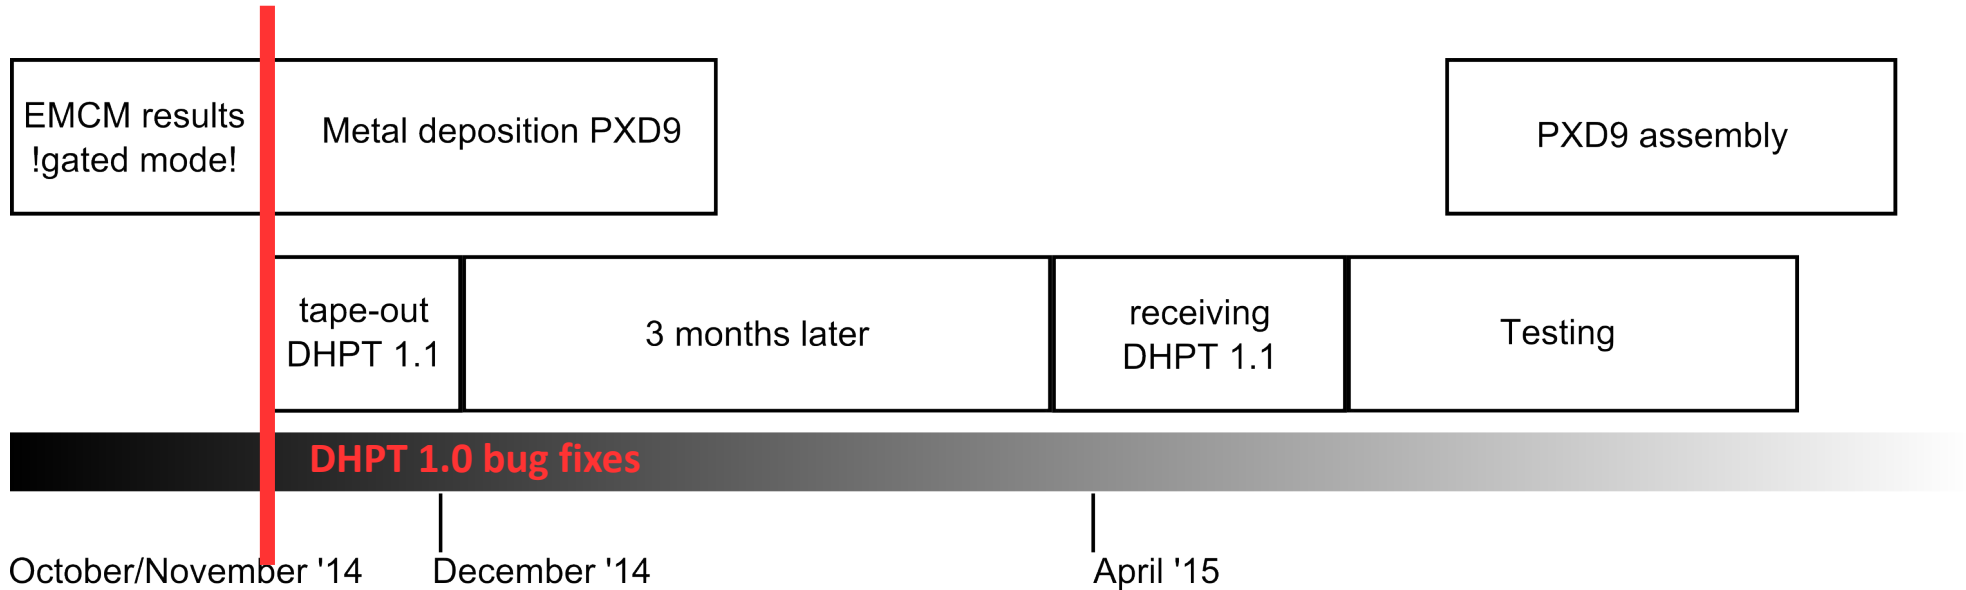 EMCM results
!gated mode!
Metal deposition PXD9
PXD9 assembly
tape-out
DHPT 1.1
3 months later
receiving
DHPT 1.1
Testing
DHPT 1.0 bug fixes
October/November '14
December '14
April '15